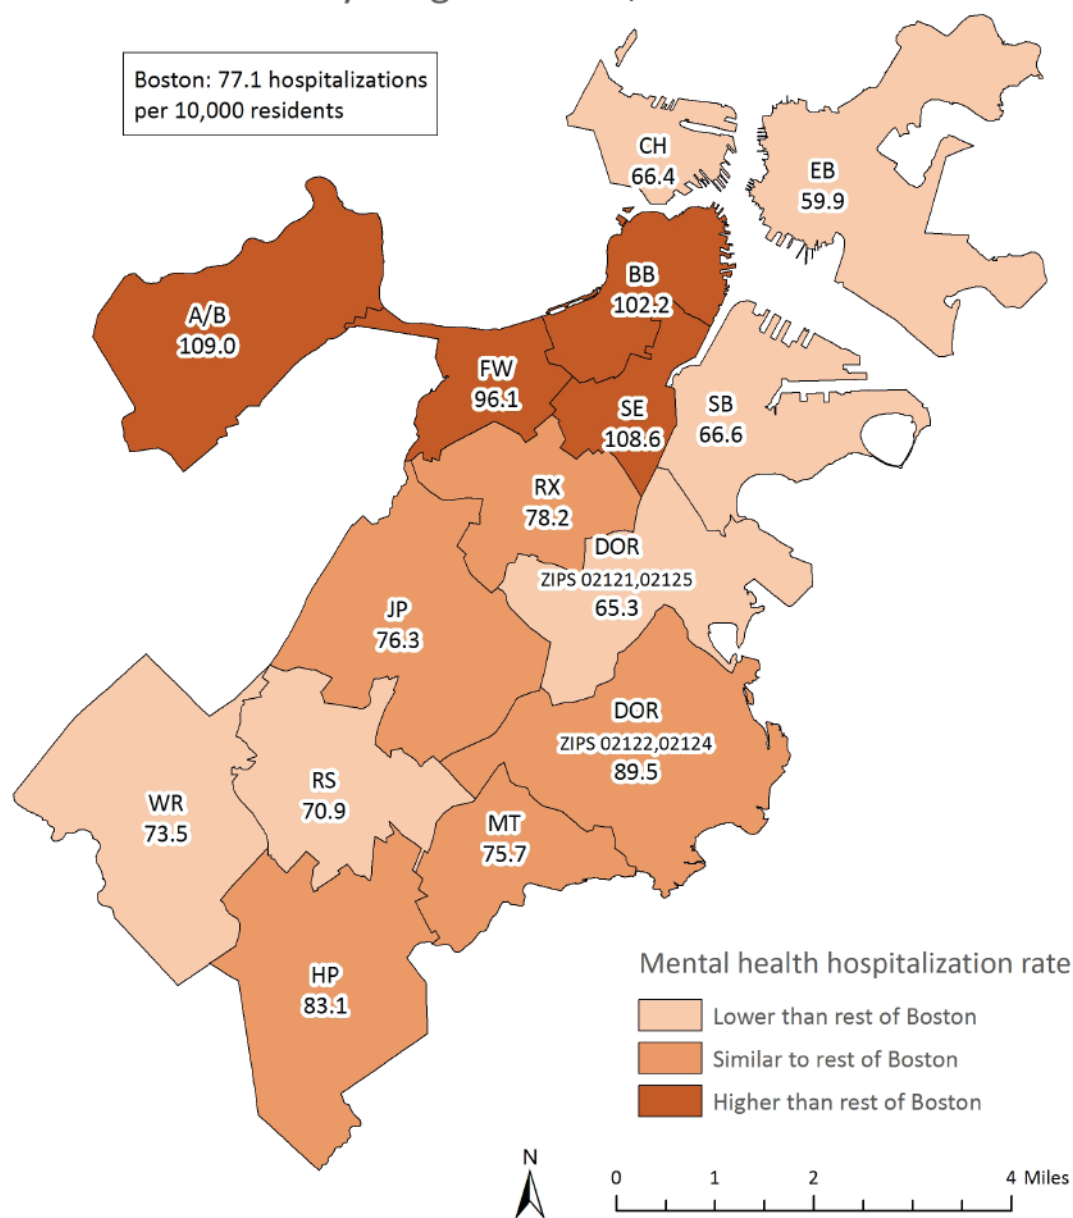 Boston: 77.1 hospitalizations
per 10,000 residents
CH
66.4
EB
59.9
BB
102.2
A/B
109.0
FW
96.1
SE
108.6
SB
66.6
RX
78.2
DOR
ZIPS 02121,02125
65.3
JP
76.3
DOR
ZIPS 02122,02124
89.5
RS
70.9
WR
73.5
MT
75.7
HP
83.1
Mental health hospitalization rate
Lower than rest of Boston
Similar to rest of Boston
Higher than rest of Boston
N
0 1 2 4 Miles